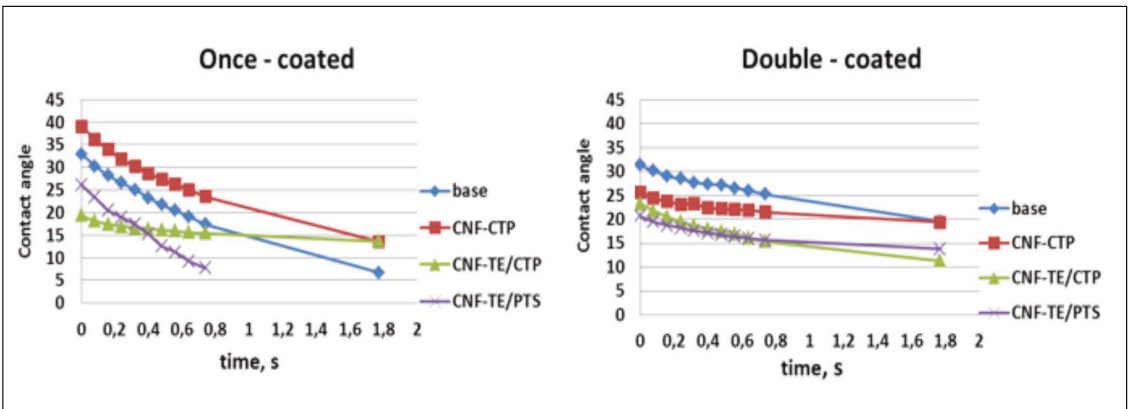 Once - coated
45
40
35
30
25
20
15
10
5
0
Contact angle
0 0,2 0,4 0,6 0,8 1 1,2 1,4 1,6 1,8 2
time, s
base
CNF-CTP
CNF-TE/CTP
CNF-TE/PTS
Double - coated
45
40
35
30
25
20
15
10
5
0
Contact angle
0 0,2 0,4 0,6 0,8 1 1,2 1,4 1,6 1,8 2
time, s
base
CNF-CTP
CNF-TE/CTP
CNF-TE/PTS